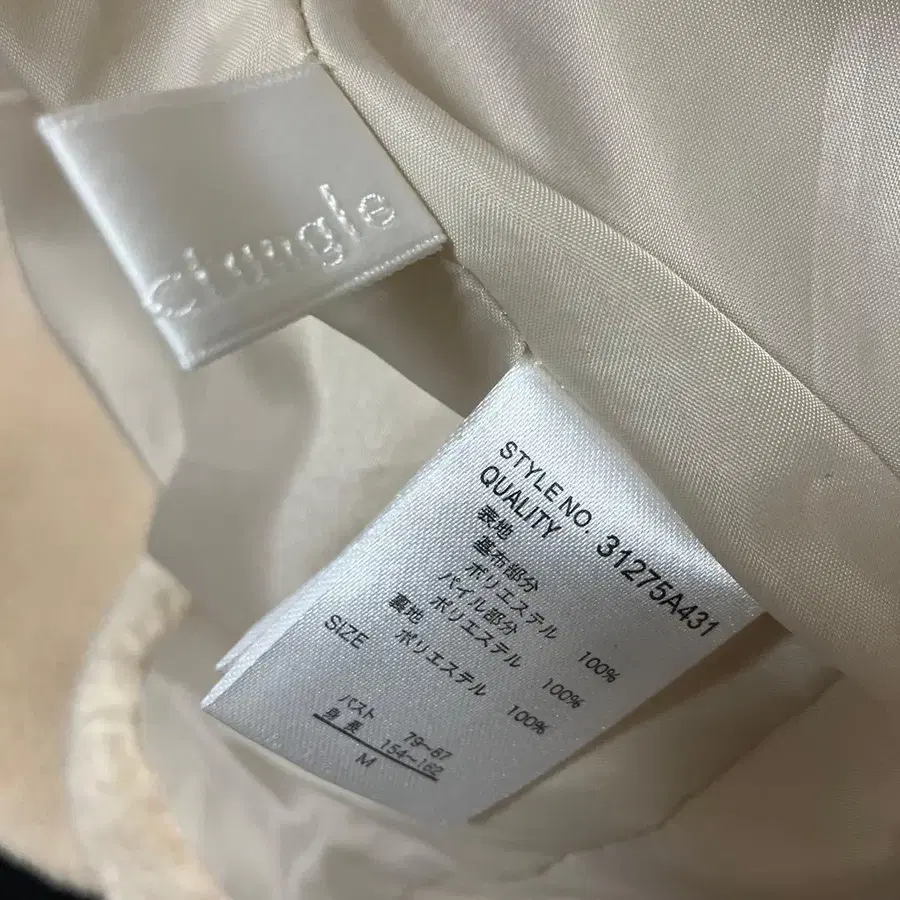 ctungle
STYLE NO. 31275A431
QUALITY
表地
基布部分
ポリエステル 100%
パイル部分
ポリエステル 100%
裏地 ポリエステル 100%
SIZE
バスト 79~87
身長 154~162
M